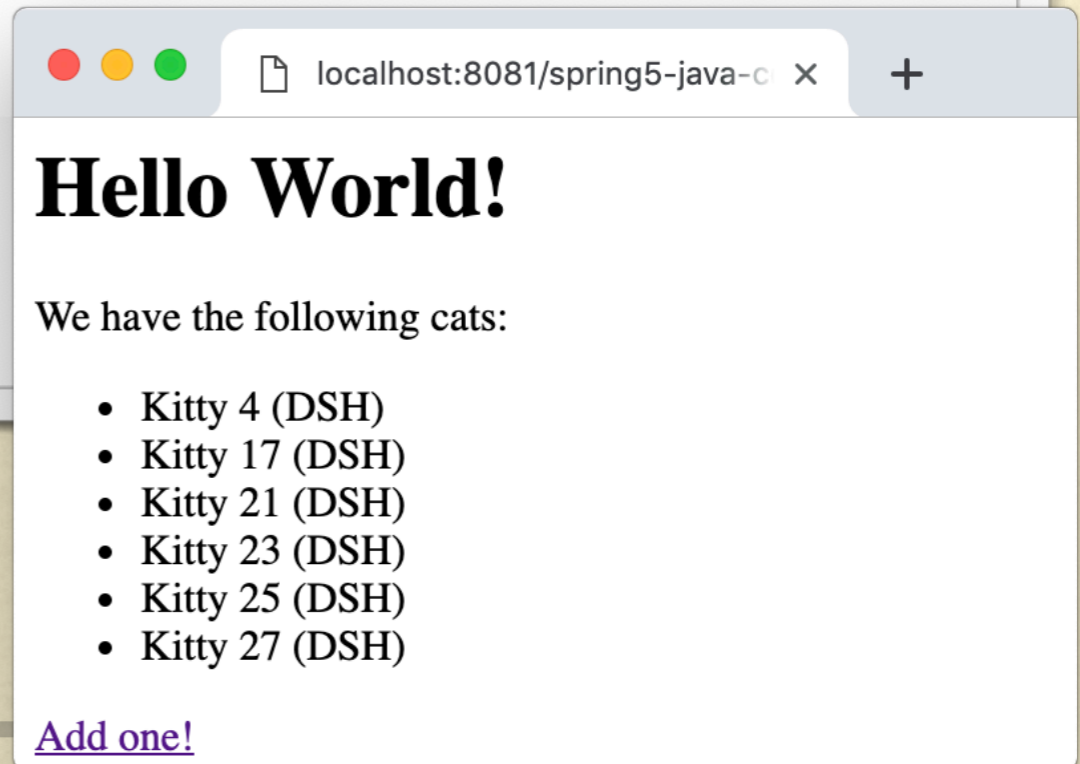 localhost:8081/spring5-java-c
Hello World!
We have the following cats:
Kitty 4 (DSH)
Kitty 17 (DSH)
Kitty 21 (DSH)
Kitty 23 (DSH)
Kitty 25 (DSH)
Kitty 27 (DSH)
Add one!